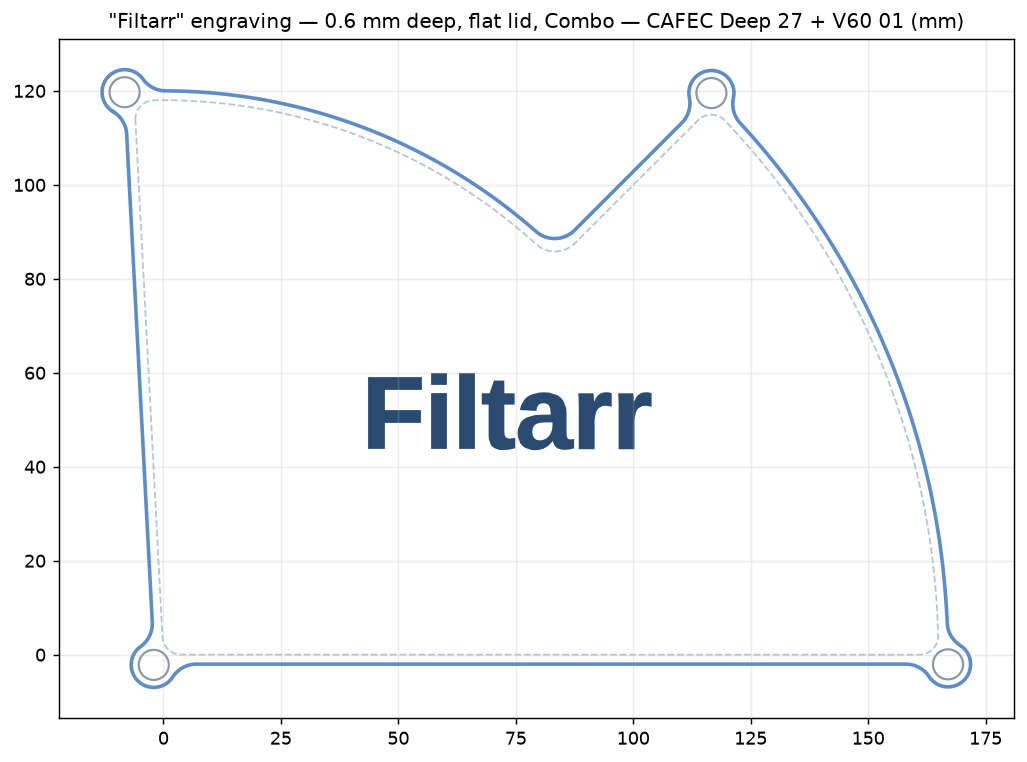 "Filtarr" engraving — 0.6 mm deep, flat lid, Combo — CAFEC Deep 27 + V60 01 (mm)
120
100
80
60
Filtarr
40
20
0
0 25 50 75 100 125 150 175